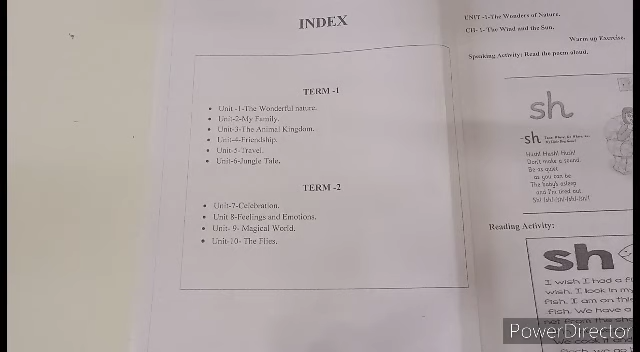 INDEX
TERM -1
Unit -1-The Wonderful nature.
Unit-2-My Family.
Unit-3-The Animal Kingdom.
Unit-4-Friendship.
Unit-5-Travel.
Unit-6-Jungle Tale.
TERM -2
Unit-7-Celebration.
Unit 8-Feelings and Emotions.
Unit- 9- Magical World.
Unit-10- The Flies.
UNIT -1-The Wonders of Nature.
CH- 1- The Wind and the Sun.
Warm up Exercise.
Speaking Activity: Read the poem aloud.
sh
sh
Hush! Hush! Hush!
Don't make a sound
Be as quiet
as you can be
The baby's asleep
and I'm tired out
Sh! Sh! Sh! Sh! Sh!
Reading Activity:
sh
I wish I had a
wish. I look in my
fish. I am on
fish. We have a
PowerDirector